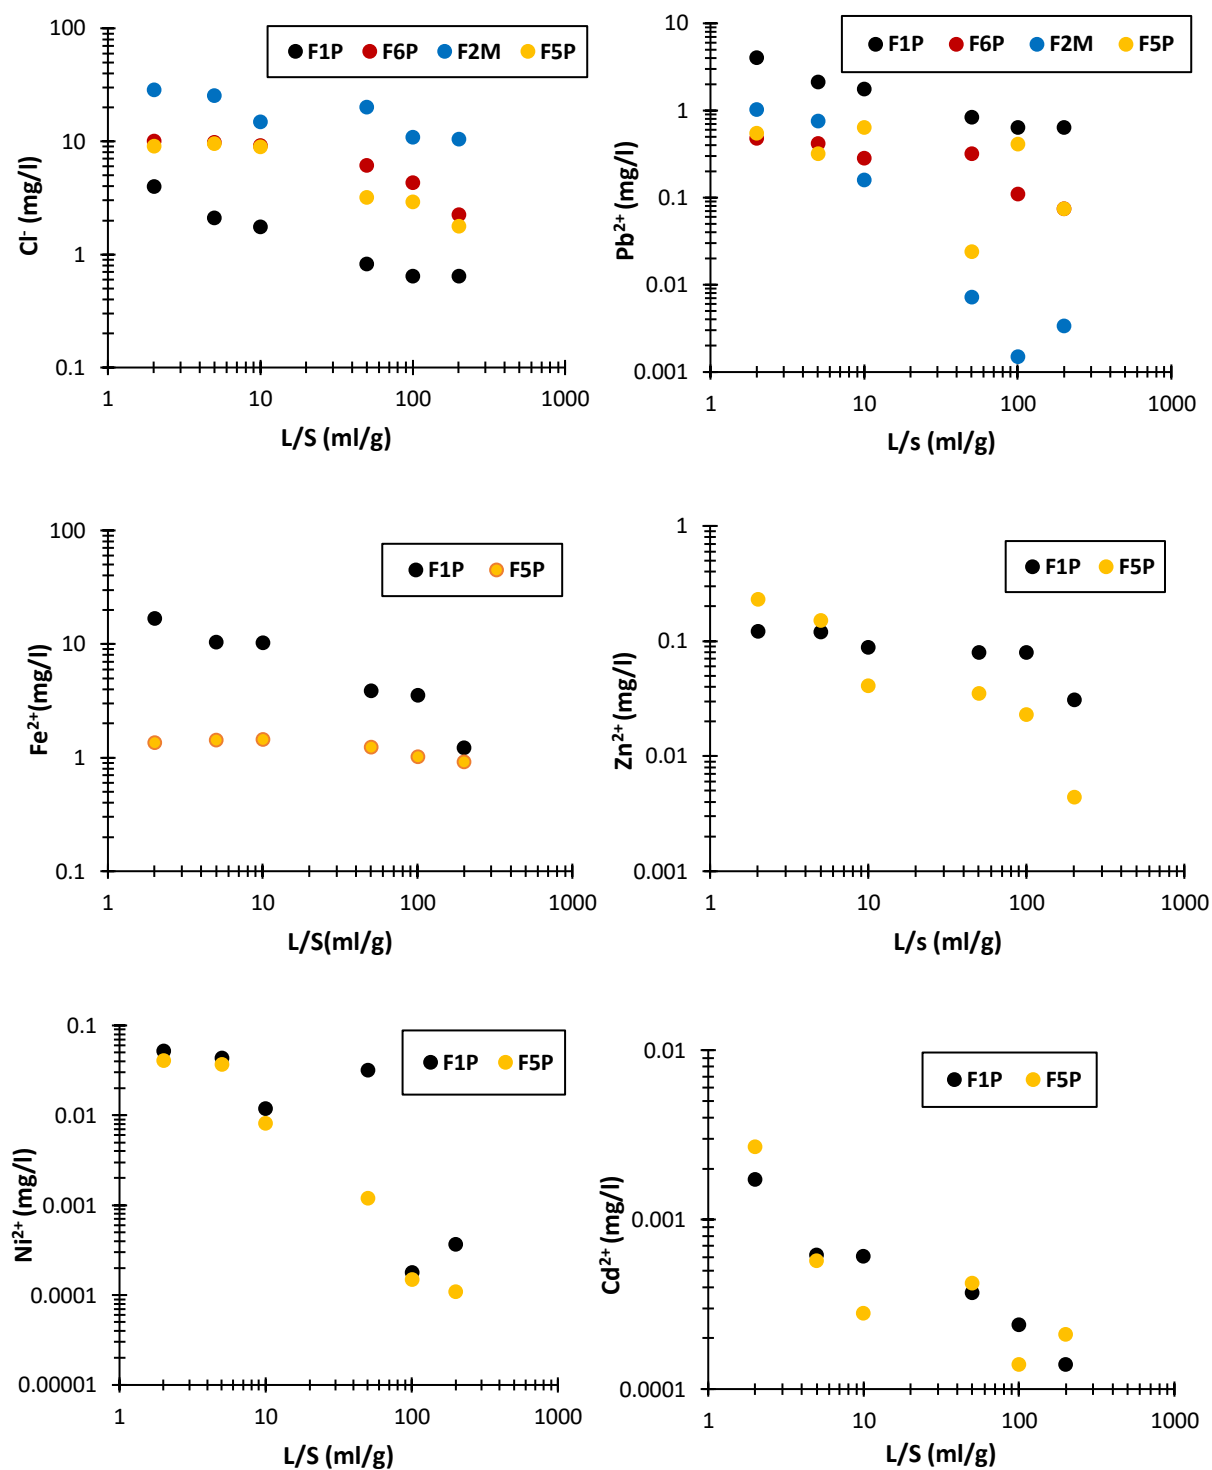 100
10
1
0.1
Cl⁻ (mg/l)
F1P F6P F2M F5P
1 10 100 1000
L/S (ml/g)
10
1
0.1
0.01
0.001
Pb²⁺ (mg/l)
F1P F6P F2M F5P
1 10 100 1000
L/s (ml/g)
100
10
1
0.1
Fe²⁺(mg/l)
F1P F5P
1 10 100 1000
L/S(ml/g)
1
0.1
0.01
0.001
Zn²⁺ (mg/l)
F1P F5P
1 10 100 1000
L/s (ml/g)
0.1
0.01
0.001
0.0001
0.00001
Ni²⁺ (mg/l)
F1P F5P
1 10 100 1000
L/S (ml/g)
0.01
0.001
0.0001
Cd²⁺ (mg/l)
F1P F5P
1 10 100 1000
L/S (ml/g)